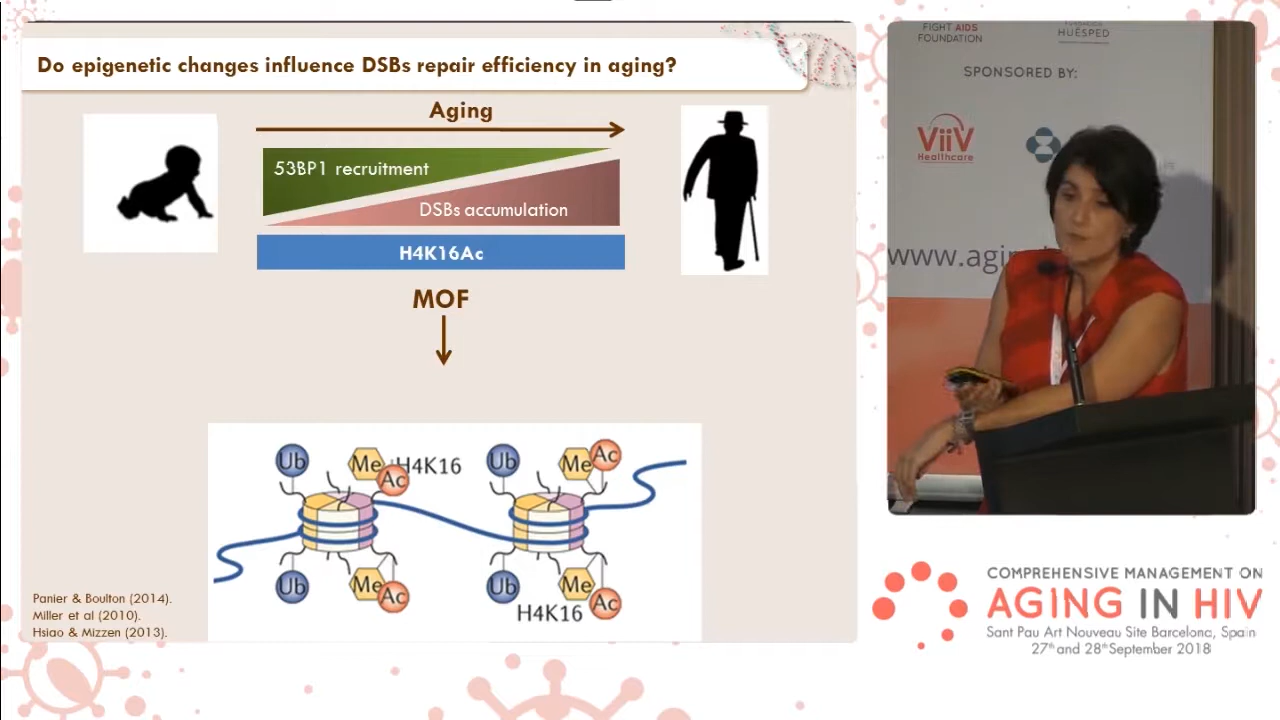 Do epigenetic changes influence DSBs repair efficiency in aging?
Aging
53BP1 recruitment
DSBs accumulation
H4K16Ac
MOF
Ub
Me
Ac
H4K16
Ub
Me
Ac
Ub
Me
Ac
Ub
Me
Ac
H4K16
Panier & Boulton (2014).
Miller et al (2010).
Hsiao & Mizzen (2013).
FIGHT AIDS
FOUNDATION
HUÉSPED
SPONSORED BY:
ViiV
Healthcare
www.agin
COMPREHENSIVE MANAGEMENT ON
AGING IN HIV
Sant Pau Art Nouveau Site Barcelona, Spain
27th and 28th September 2018